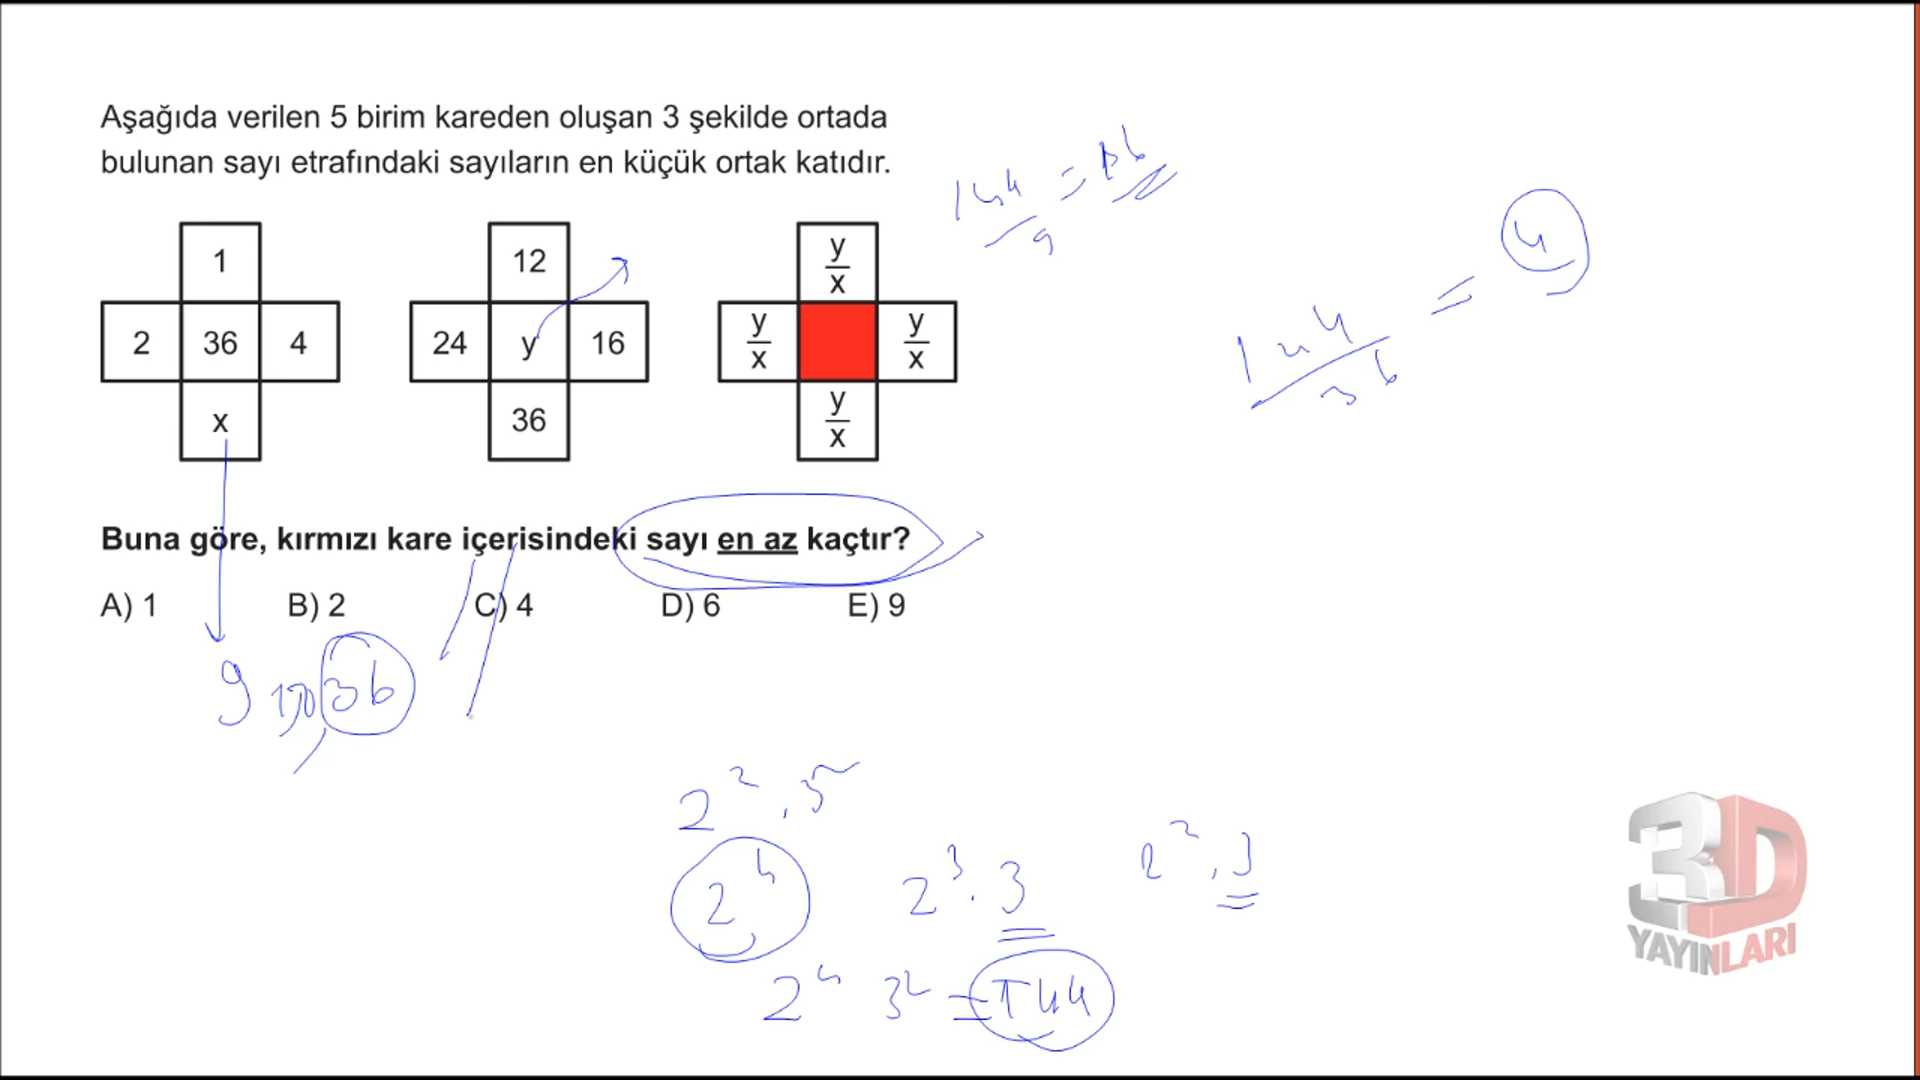 Aşağıda verilen 5 birim kareden oluşan 3 şekilde ortada
bulunan sayı etrafındaki sayıların en küçük ortak katıdır.
1
2 36 4
x
12
24 y 16
36
y/x
y/x y/x
y/x
144/9 = 16
144/36 = 4
Buna göre, kırmızı kare içerisindeki sayı en az kaçtır?
A) 1 B) 2 C) 4 D) 6 E) 9
9 36
2² . 3²
2⁴ 2³ . 3 2² . 3
2⁴ 3² = 144
3D
YAYINLARI